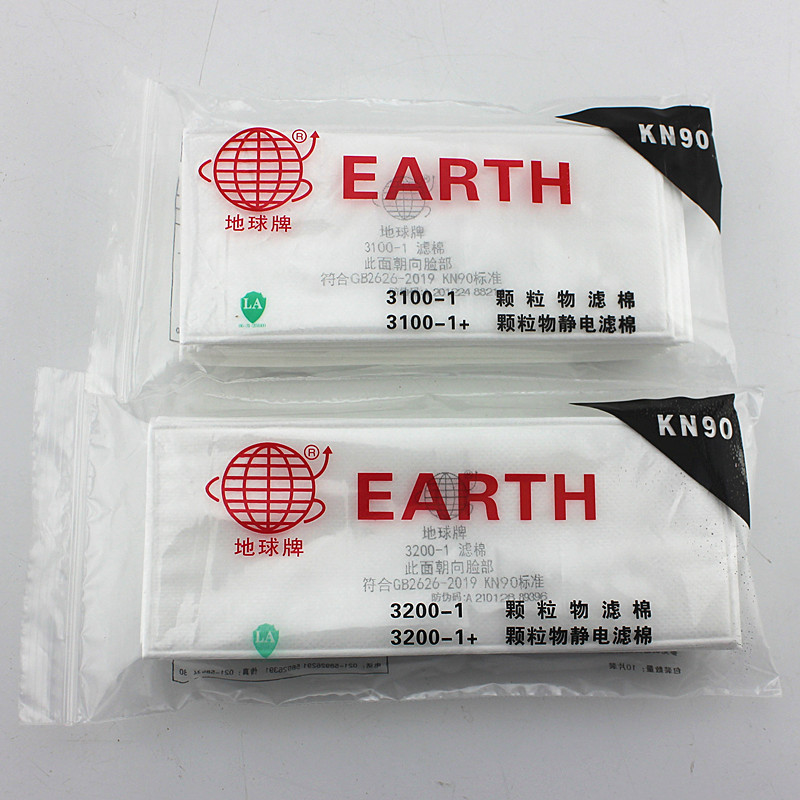 KN90
®
EARTH
地球牌
地球牌
3100-1 滤棉
此面朝向脸部
符合GB2626-2019 KN90标准
LA
3100-1 颗粒物滤棉
3100-1+ 颗粒物静电滤棉
KN90
®
EARTH
地球牌
地球牌
3200-1 滤棉
此面朝向脸部
符合GB2626-2019 KN90标准
防伪码:A 210126 89396
LA
3200-1 颗粒物滤棉
3200-1+ 颗粒物静电滤棉